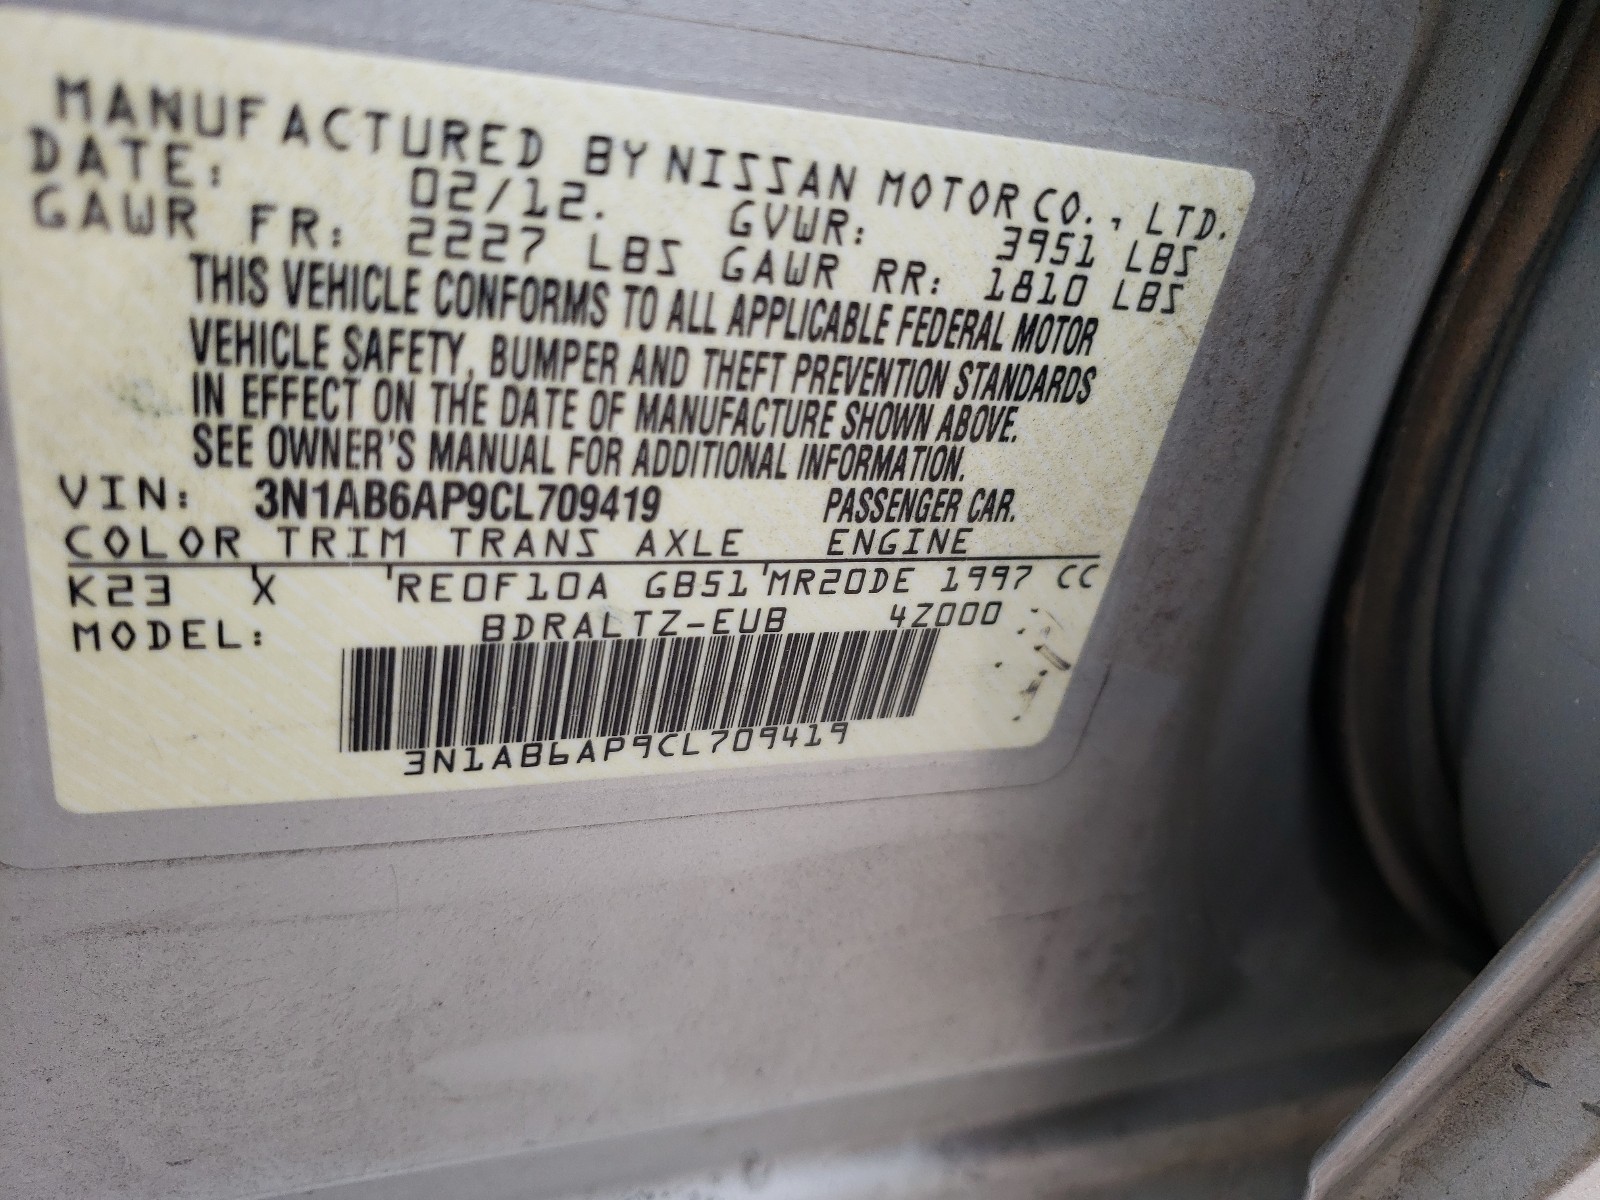 MANUFACTURED BY NISSAN MOTOR CO., LTD.
DATE: 02/12. GVWR: 3951 LBS
GAWR FR: 2227 LBS GAWR RR: 1810 LBS
THIS VEHICLE CONFORMS TO ALL APPLICABLE FEDERAL MOTOR
VEHICLE SAFETY, BUMPER AND THEFT PREVENTION STANDARDS
IN EFFECT ON THE DATE OF MANUFACTURE SHOWN ABOVE.
SEE OWNER'S MANUAL FOR ADDITIONAL INFORMATION.
VIN: 3N1AB6AP9CL709419 PASSENGER CAR.
COLOR TRIM TRANS AXLE ENGINE
K23 X RE0F10A GB51 MR20DE 1997 CC
MODEL: BDRALTZ-EUB 4Z000
3N1AB6AP9CL709419